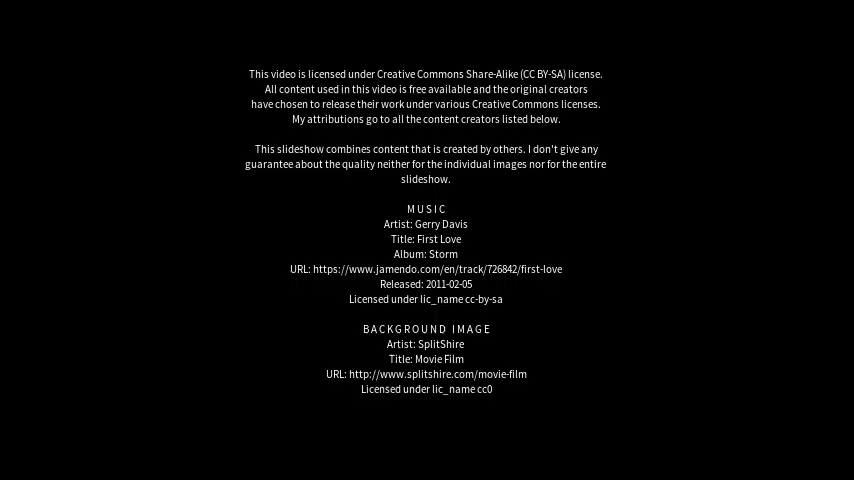 This video is licensed under Creative Commons Share-Alike (CC BY-SA) license.
All content used in this video is free available and the original creators
have chosen to release their work under various Creative Commons licenses.
My attributions go to all the content creators listed below.
This slideshow combines content that is created by others. I don't give any
guarantee about the quality neither for the individual images nor for the entire
slideshow.
MUSIC
Artist: Gerry Davis
Title: First Love
Album: Storm
URL: https://www.jamendo.com/en/track/726842/first-love
Released: 2011-02-05
Licensed under lic_name cc-by-sa
BACKGROUND IMAGE
Artist: SplitShire
Title: Movie Film
URL: http://www.splitshire.com/movie-film
Licensed under lic_name cc0